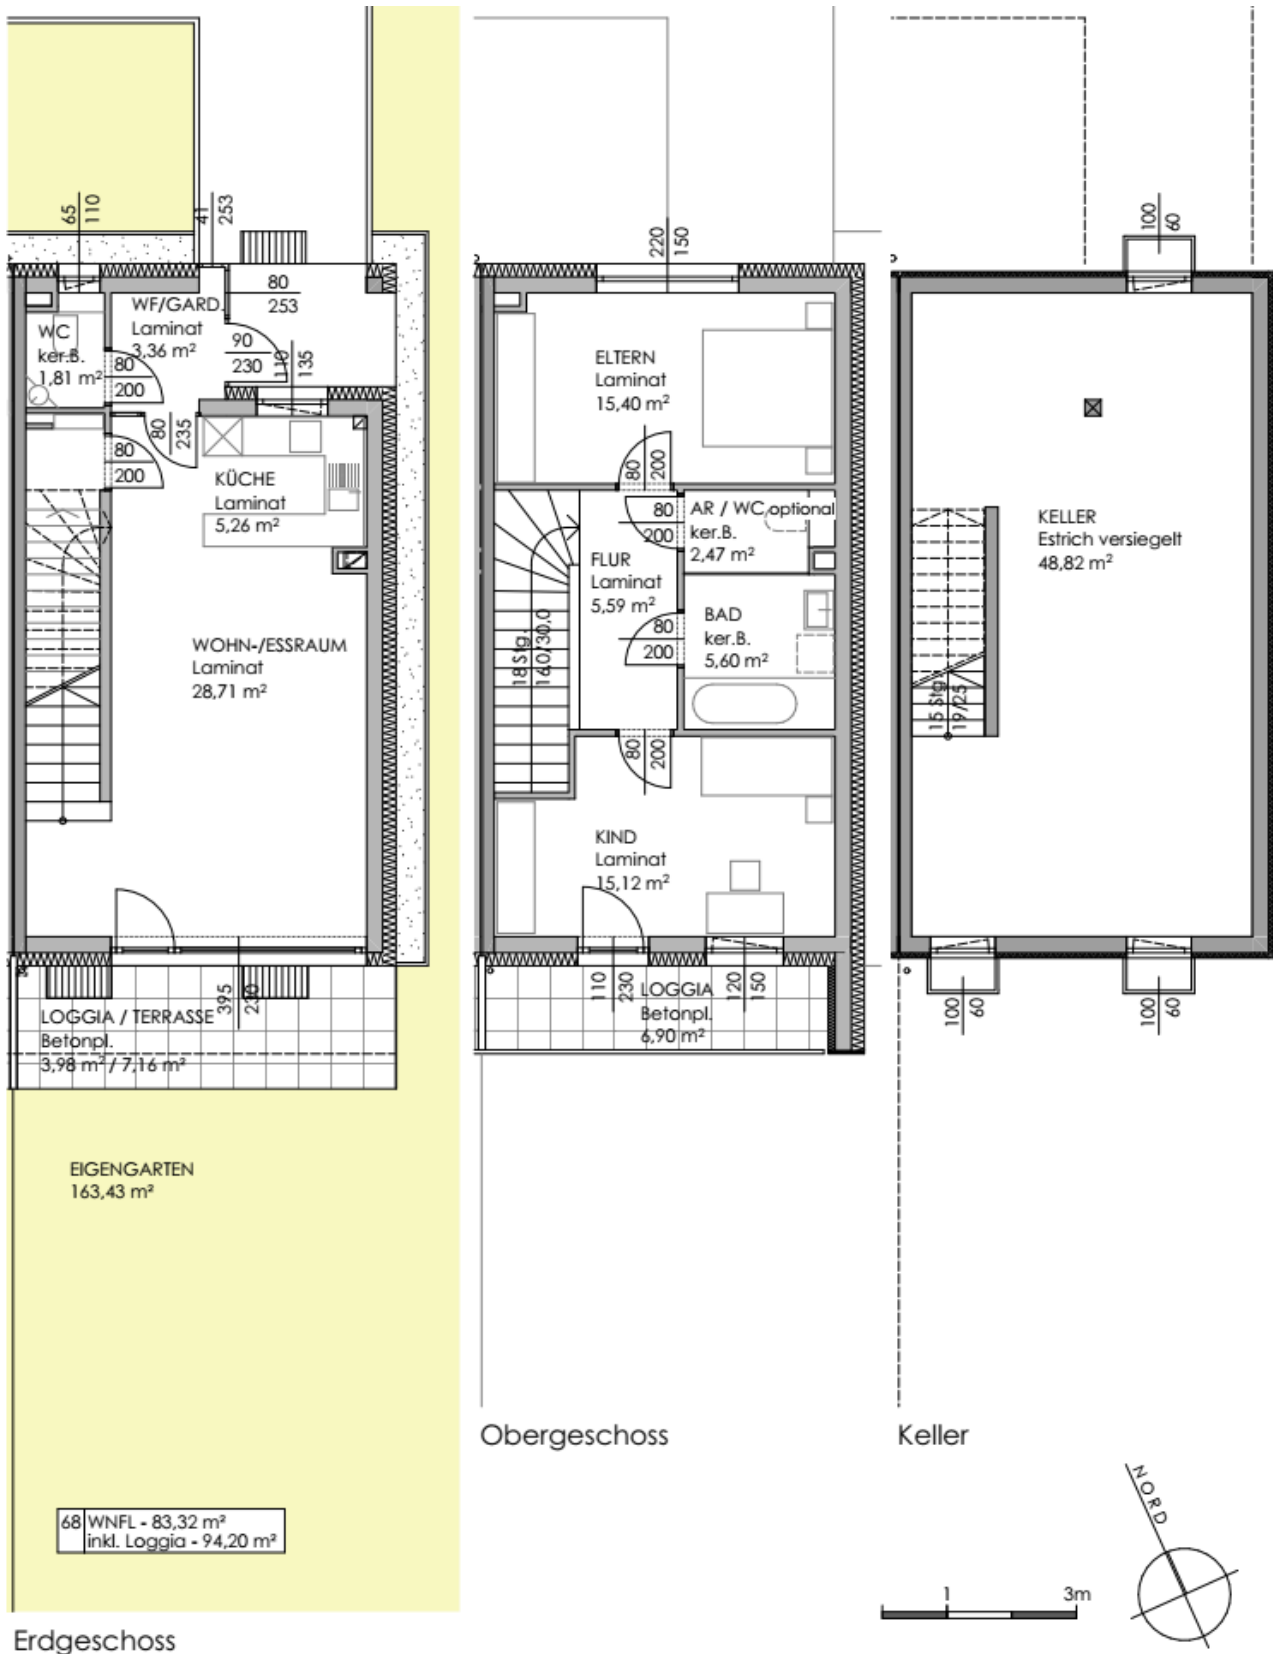 65
110
41
253
80
253
WF/GARD.
Laminat
3,36 m²
WC
ker.B.
1,81 m²
90
230
110
135
80
200
80
235
80
200
KÜCHE
Laminat
5,26 m²
WOHN-/ESSRAUM
Laminat
28,71 m²
395
230
LOGGIA / TERRASSE
Betonpl.
3,98 m² / 7,16 m²
EIGENGARTEN
163,43 m²
68 WNFL - 83,32 m²
inkl. Loggia - 94,20 m²
Erdgeschoss
220
150
ELTERN
Laminat
15,40 m²
80
200
80
200
AR / WC optional
ker.B.
2,47 m²
FLUR
Laminat
5,59 m²
18 Stg.
16,0/30,0
80
200
BAD
ker.B.
5,60 m²
80
200
KIND
Laminat
15,12 m²
110
230
120
150
LOGGIA
Betonpl.
6,90 m²
Obergeschoss
100
60
KELLER
Estrich versiegelt
48,82 m²
15 Stg.
19/25
100
60
100
60
Keller
NORD
1
3m